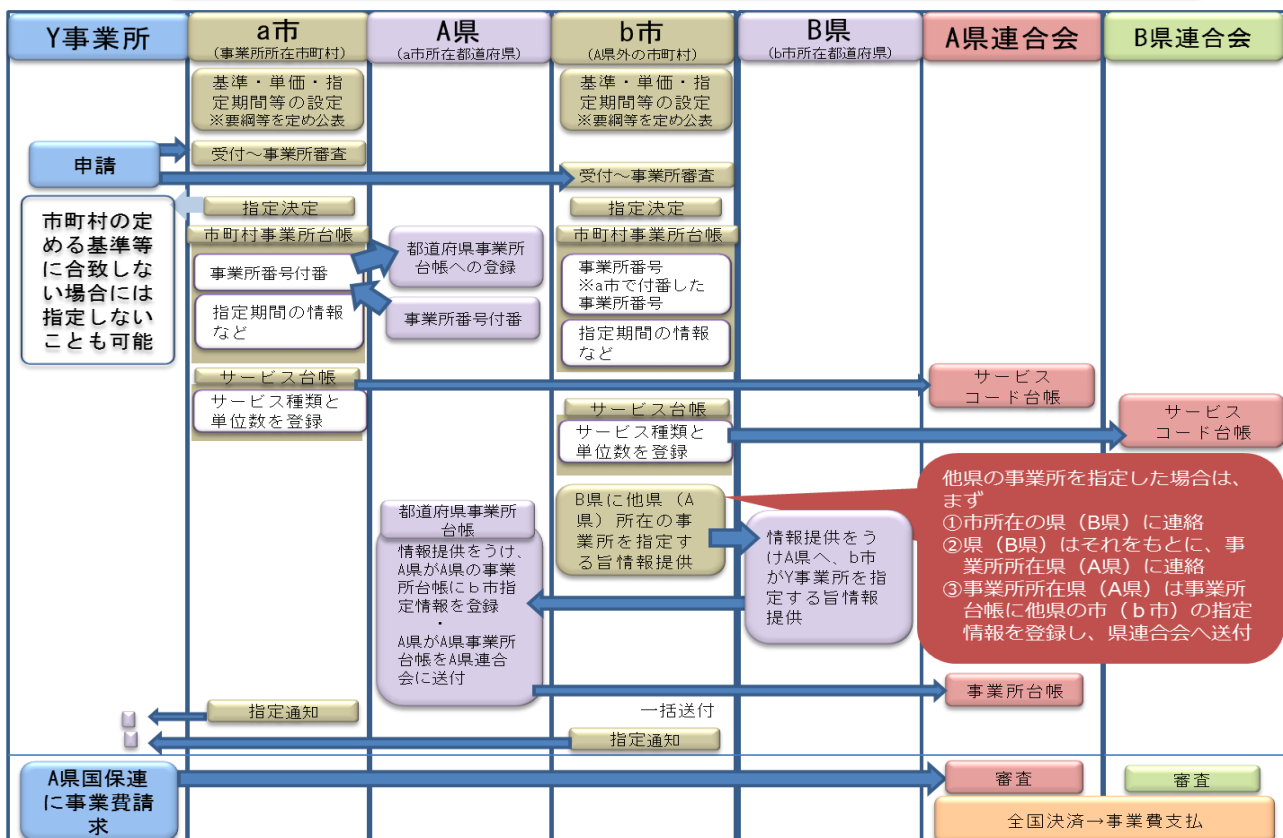 Y事業所
a市
(事業所所在市町村)
A県
(a市所在都道府県)
b市
(A県外の市町村)
B県
(b市所在都道府県)
A県連合会
B県連合会
基準・単価・指
定期間等の設定
※要綱等を定め公表
基準・単価・指
定期間等の設定
※要綱等を定め公表
申請
受付～事業所審査
受付～事業所審査
市町村の定
める基準等
に合致しな
い場合には
指定しない
ことも可能
指定決定
指定決定
市町村事業所台帳
事業所番号付番
指定期間の情報
など
都道府県事業所
台帳への登録
事業所番号付番
市町村事業所台帳
事業所番号
※a市で付番した
事業所番号
指定期間の情報
など
サービス台帳
サービス種類と
単位数を登録
サービス
コード台帳
サービス台帳
サービス種類と
単位数を登録
サービス
コード台帳
B県に他県（A
県）所在の事
業所を指定す
る旨情報提供
情報提供をう
けA県へ、b市
がY事業所を指
定する旨情報
提供
他県の事業所を指定した場合は、
まず
①市所在の県（B県）に連絡
②県（B県）はそれをもとに、事
業所所在県（A県）に連絡
③事業所所在県（A県）は事業所
台帳に他県の市（ｂ市）の指定
情報を登録し、県連合会へ送付
都道府県事業所
台帳
情報提供をうけ、
A県がA県の事業
所台帳にｂ市指
定情報を登録
・
A県がA県事業所
台帳をA県連合
会に送付
事業所台帳
指定通知
一括送付
指定通知
A県国保連
に事業費請
求
審査
審査
全国決済→事業費支払